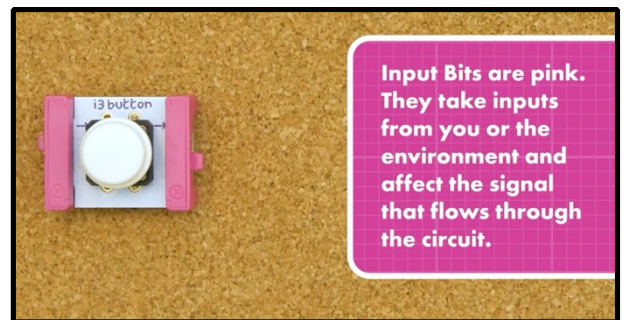 i3 button
Input Bits are pink.
They take inputs
from you or the
environment and
affect the signal
that flows through
the circuit.